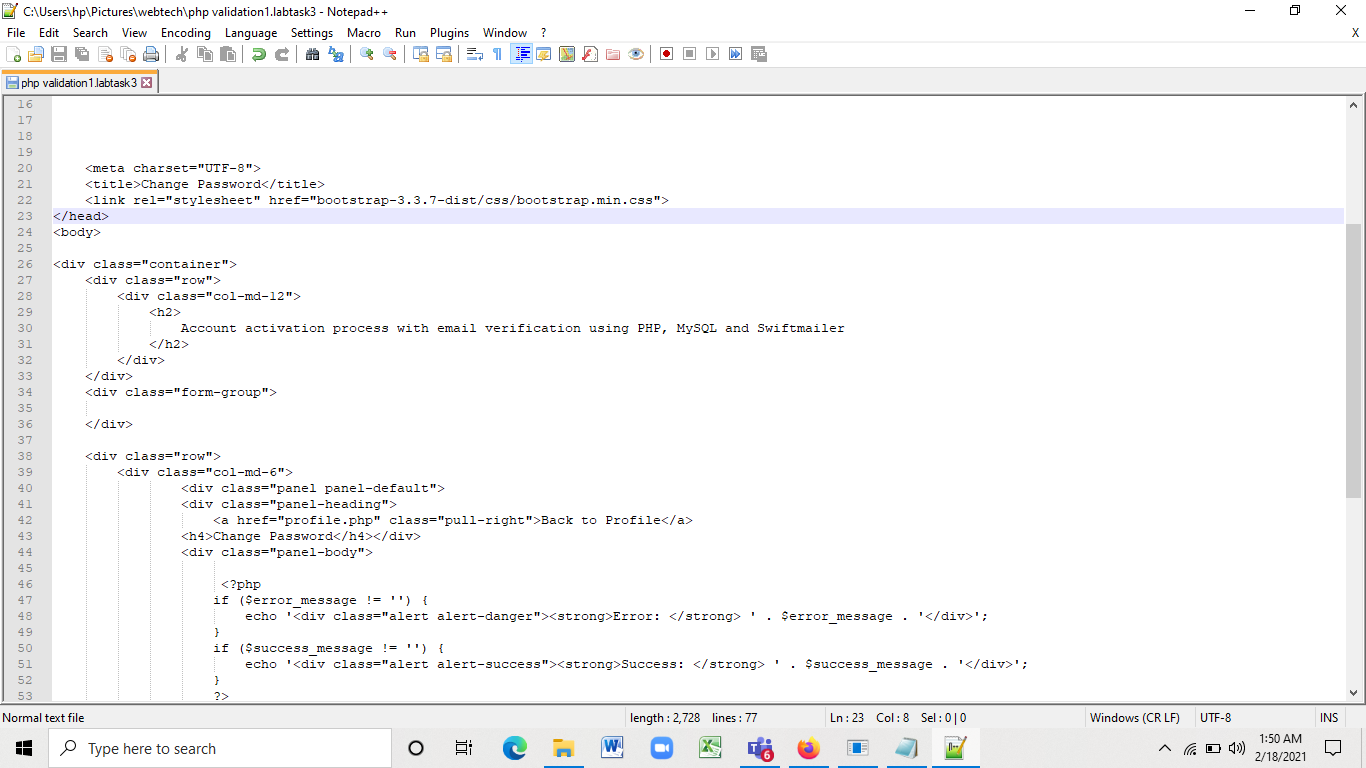 C:\Users\hp\Pictures\webtech\php validation1.labtask3 - Notepad++
File Edit Search View Encoding Language Settings Macro Run Plugins Window ? X
php validation1.labtask3
16
17
18
19
20 <meta charset="UTF-8">
21 <title>Change Password</title>
22 <link rel="stylesheet" href="bootstrap-3.3.7-dist/css/bootstrap.min.css">
23 </head>
24 <body>
25
26 <div class="container">
27 <div class="row">
28 <div class="col-md-12">
29 <h2>
30 Account activation process with email verification using PHP, MySQL and Swiftmailer
31 </h2>
32 </div>
33 </div>
34 <div class="form-group">
35
36 </div>
37
38 <div class="row">
39 <div class="col-md-6">
40 <div class="panel panel-default">
41 <div class="panel-heading">
42 <a href="profile.php" class="pull-right">Back to Profile</a>
43 <h4>Change Password</h4></div>
44 <div class="panel-body">
45
46 <?php
47 if ($error_message != '') {
48 echo '<div class="alert alert-danger"><strong>Error: </strong> ' . $error_message . '</div>';
49 }
50 if ($success_message != '') {
51 echo '<div class="alert alert-success"><strong>Success: </strong> ' . $success_message . '</div>';
52 }
53 ?>
Normal text file length : 2,728 lines : 77 Ln : 23 Col : 8 Sel : 0 | 0 Windows (CR LF) UTF-8 INS
Type here to search 6 1:50 AM
2/18/2021